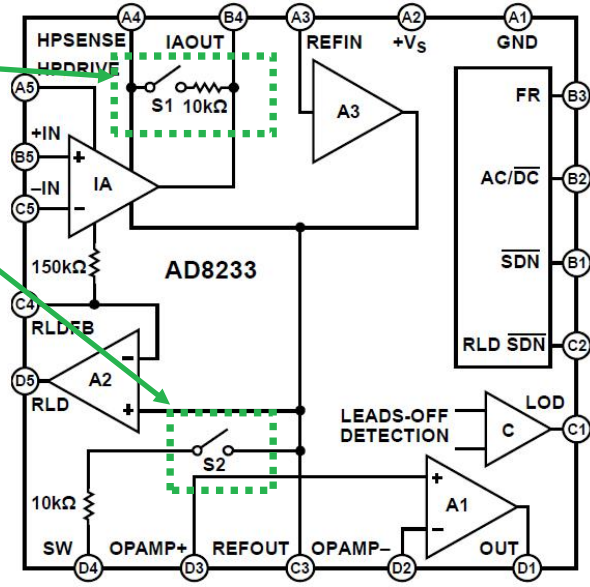 A4 B4 A3 A2 A1
HPSENSE IAOUT REFIN +VS GND
HPDRIVE
A5
S1 10kΩ
A3
FR B3
+IN
B5
+
IA
AC/DC B2
–IN
C5
–
150kΩ
AD8233
SDN B1
C4
RLDFB
RLD SDN C2
–
D5
A2
RLD
+
LOD
LEADS-OFF
DETECTION
C
C1
S2
+
A1
10kΩ
–
SW OPAMP+ REFOUT OPAMP– OUT
D4 D3 C3 D2 D1